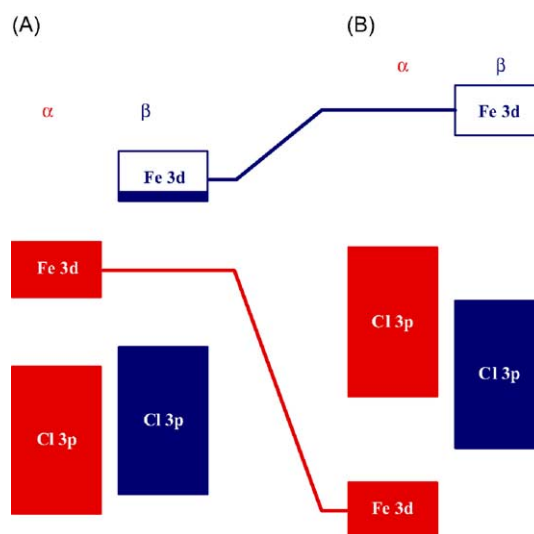 (A)
(B)
α
β
α
β
Fe 3d
Fe 3d
Fe 3d
Cl 3p
Cl 3p
Cl 3p
Cl 3p
Fe 3d